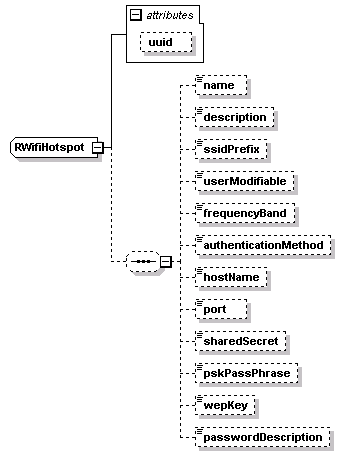 attributes
uuid
RWifiHotspot
name
description
ssidPrefix
userModifiable
frequencyBand
authenticationMethod
hostName
port
sharedSecret
pskPassPhrase
wepKey
passwordDescription